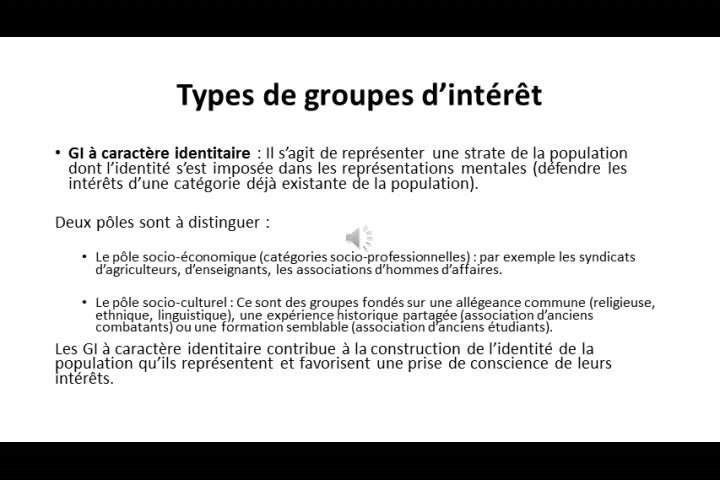 Types de groupes d’intérêt
• GI à caractère identitaire : Il s’agit de représenter une strate de la population
dont l’identité s’est imposée dans les représentations mentales (défendre les
intérêts d’une catégorie déjà existante de la population).
Deux pôles sont à distinguer :
• Le pôle socio-économique (catégories socio-professionnelles) : par exemple les syndicats
d’agriculteurs, d’enseignants, les associations d’hommes d’affaires.
• Le pôle socio-culturel : Ce sont des groupes fondés sur une allégeance commune (religieuse,
ethnique, linguistique), une expérience historique partagée (association d’anciens
combatants) ou une formation semblable (association d’anciens étudiants).
Les GI à caractère identitaire contribue à la construction de l’identité de la
population qu’ils représentent et favorisent une prise de conscience de leurs
intérêts.